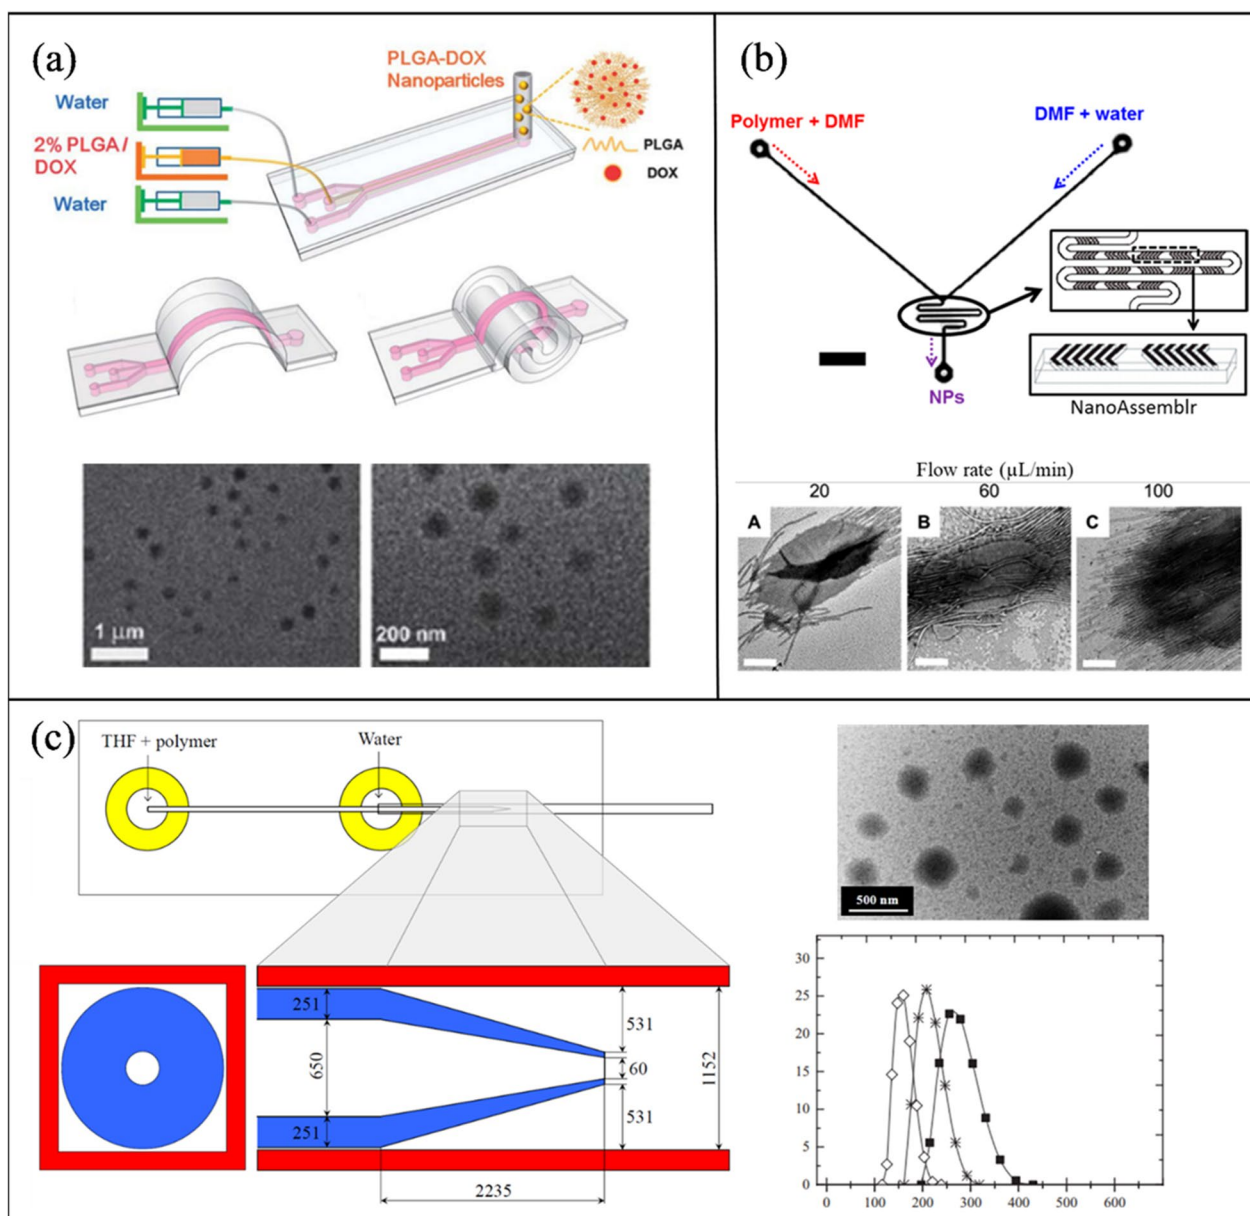 (a)
PLGA-DOX
Nanoparticles
Water
2% PLGA /
DOX
Water
PLGA
DOX
1 μm
200 nm
(b)
Polymer + DMF
DMF + water
NPs
NanoAssemblr
Flow rate (μL/min)
20 60 100
A B C
(c)
THF + polymer
Water
251
650
251
531
60
531
1152
2235
500 nm
30
25
20
15
10
5
0
0 100 200 300 400 500 600